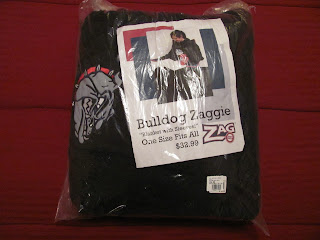 Bulldog Zaggie
"Blanket with Sleeves"
One Size Fits All
$32.99
ZAG